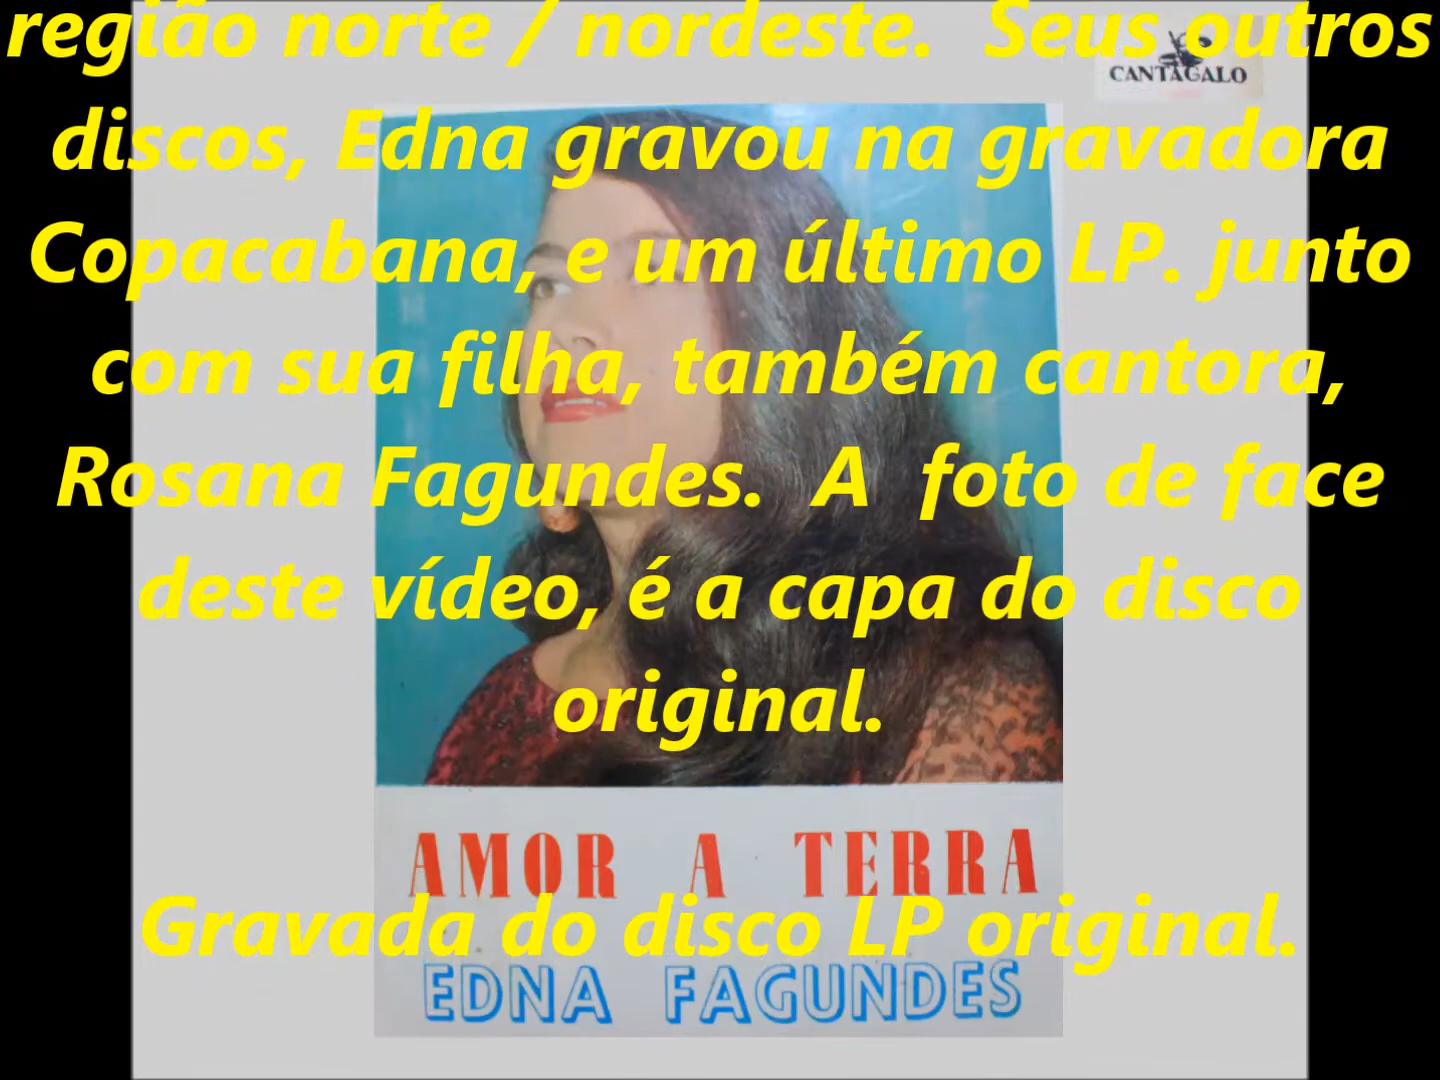 região norte / nordeste. Seus outros
CANTAGALO
discos, Edna gravou na gravadora
Copacabana, e um último LP. junto
com sua filha, também cantora,
Rosana Fagundes. A foto de face
deste vídeo, é a capa do disco
original.
AMOR A TERRA
Gravada do disco LP original.
EDNA FAGUNDES